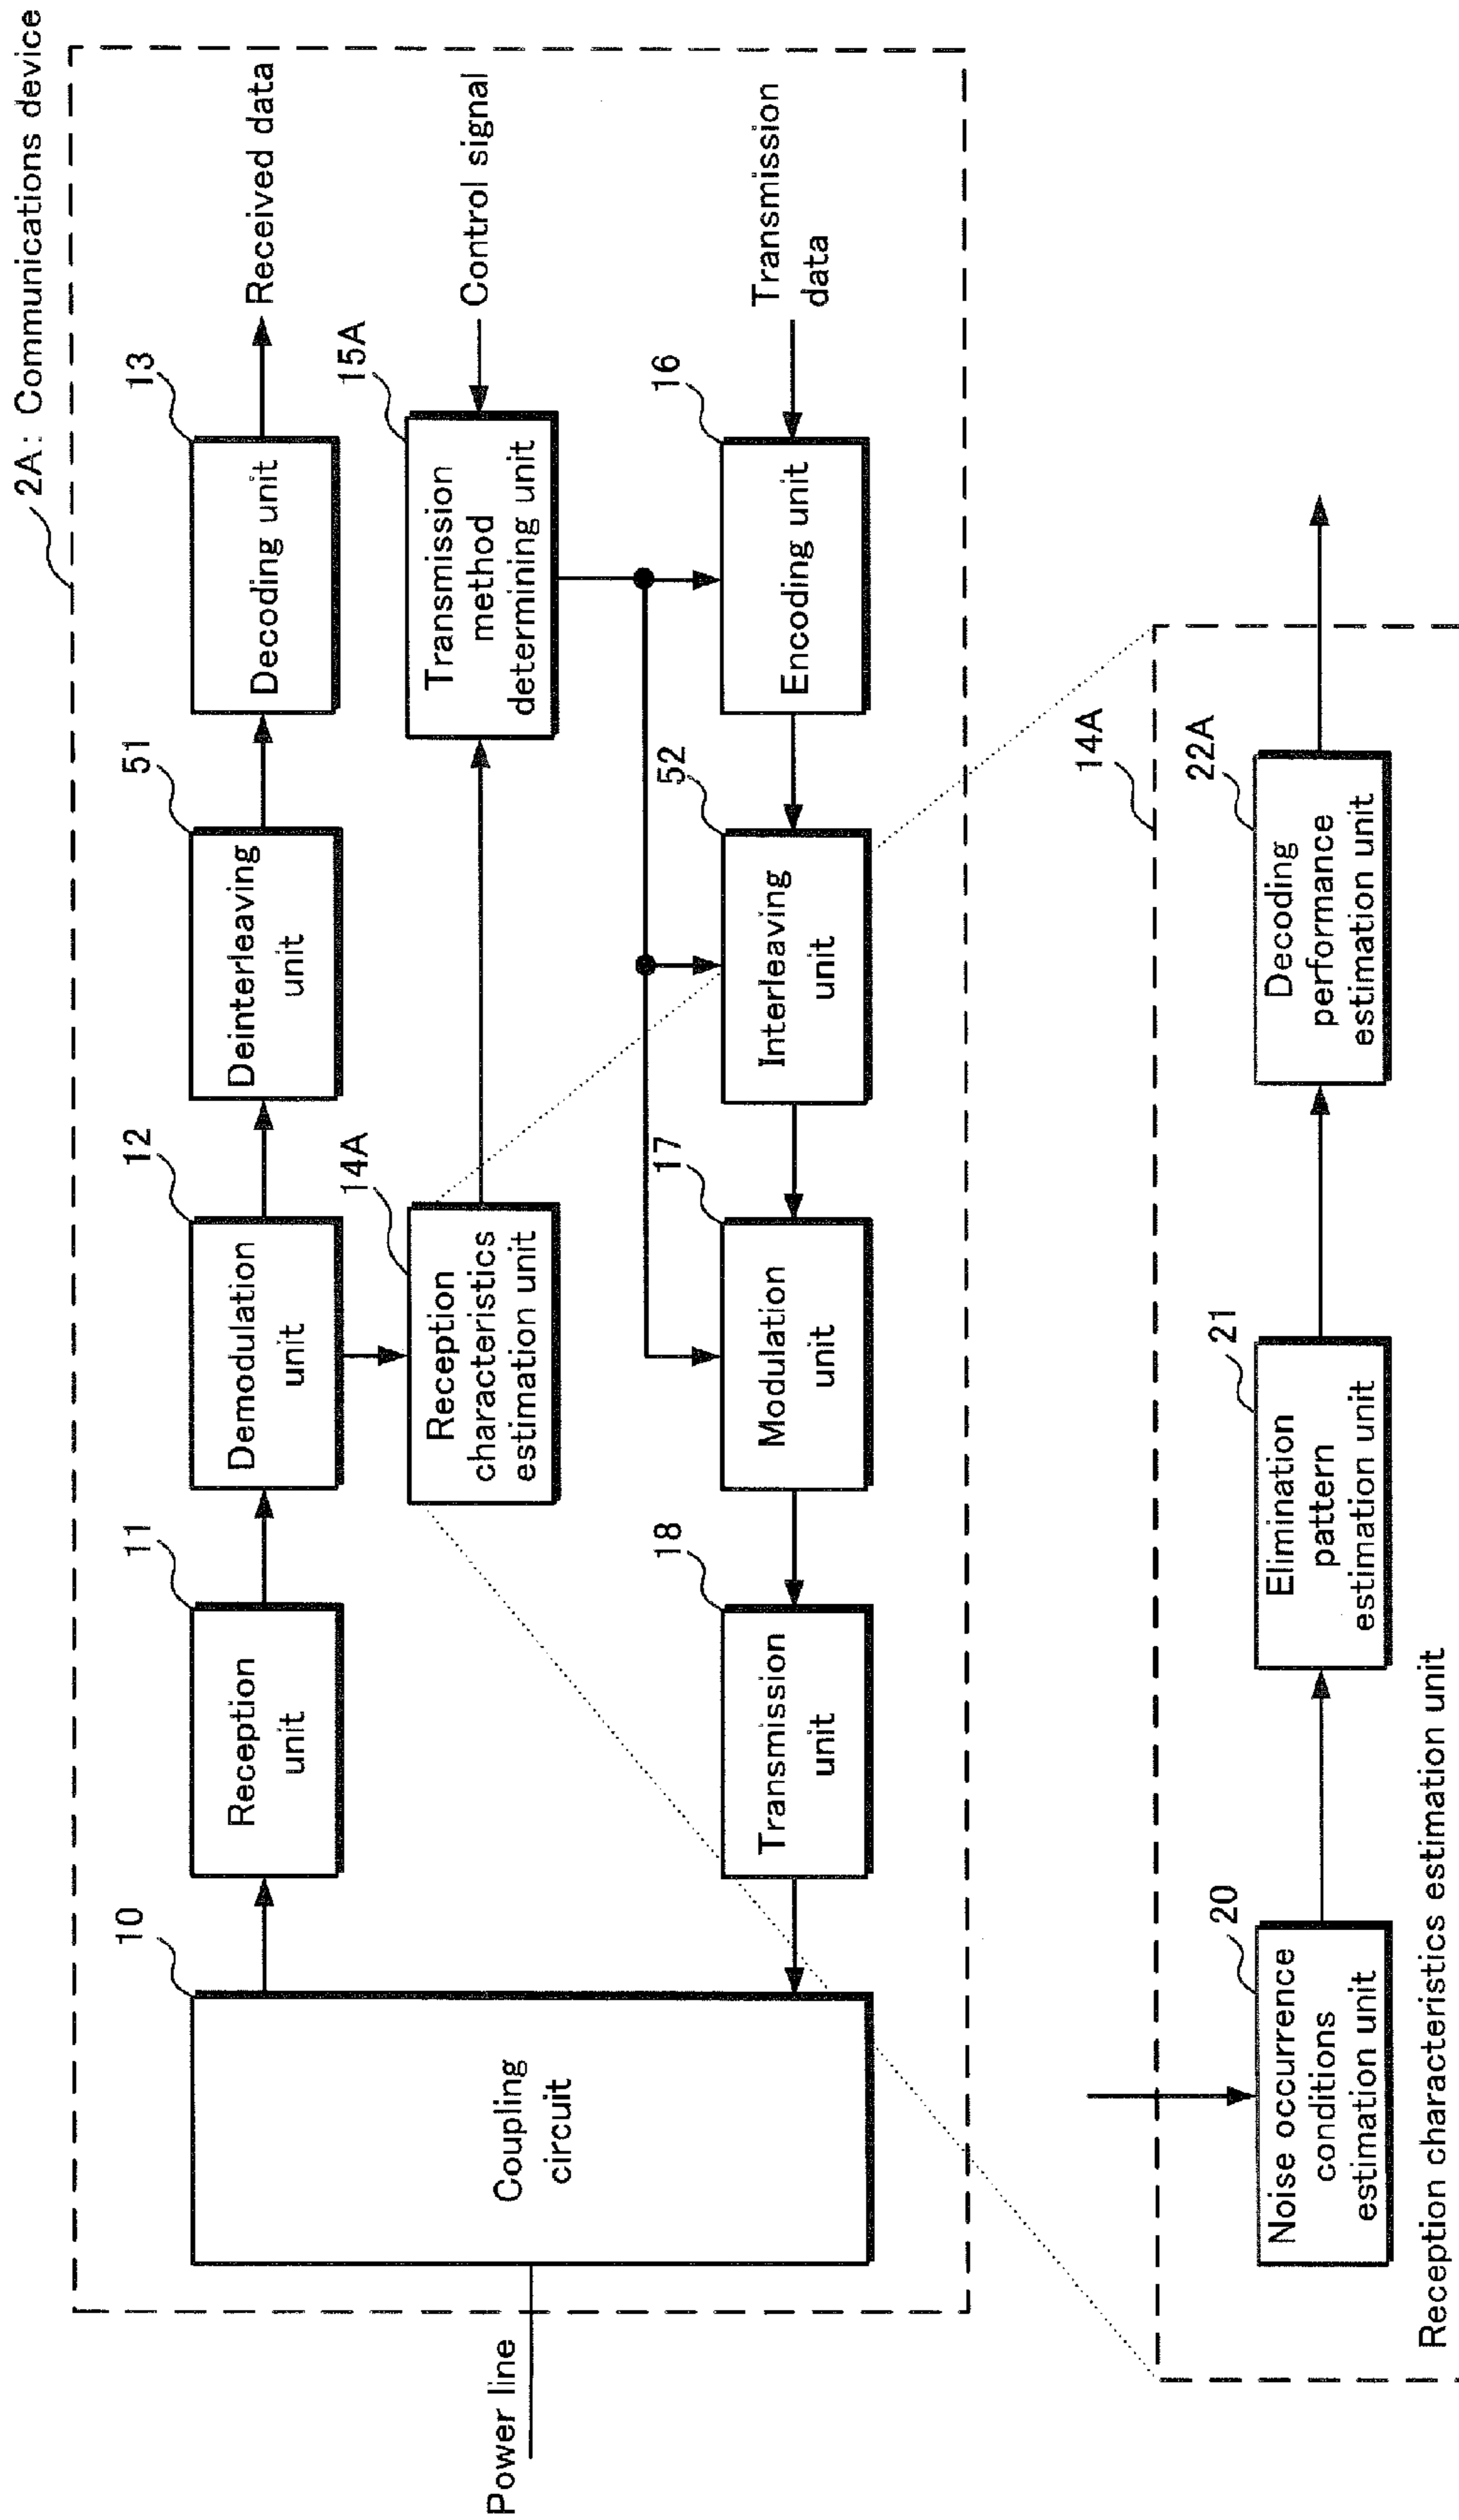 2A: Communications device
Power line
10
Coupling
circuit
11
Reception
unit
12
Demodulation
unit
51
Deinterleaving
unit
13
Decoding unit
Received data
14A
Reception
characteristics
estimation unit
15A
Transmission
method
determining unit
Control signal
18
Transmission
unit
17
Modulation
unit
52
Interleaving
unit
16
Encoding unit
Transmission
data
14A
20
Noise occurrence
conditions
estimation unit
21
Elimination
pattern
estimation unit
22A
Decoding
performance
estimation unit
Reception characteristics estimation unit